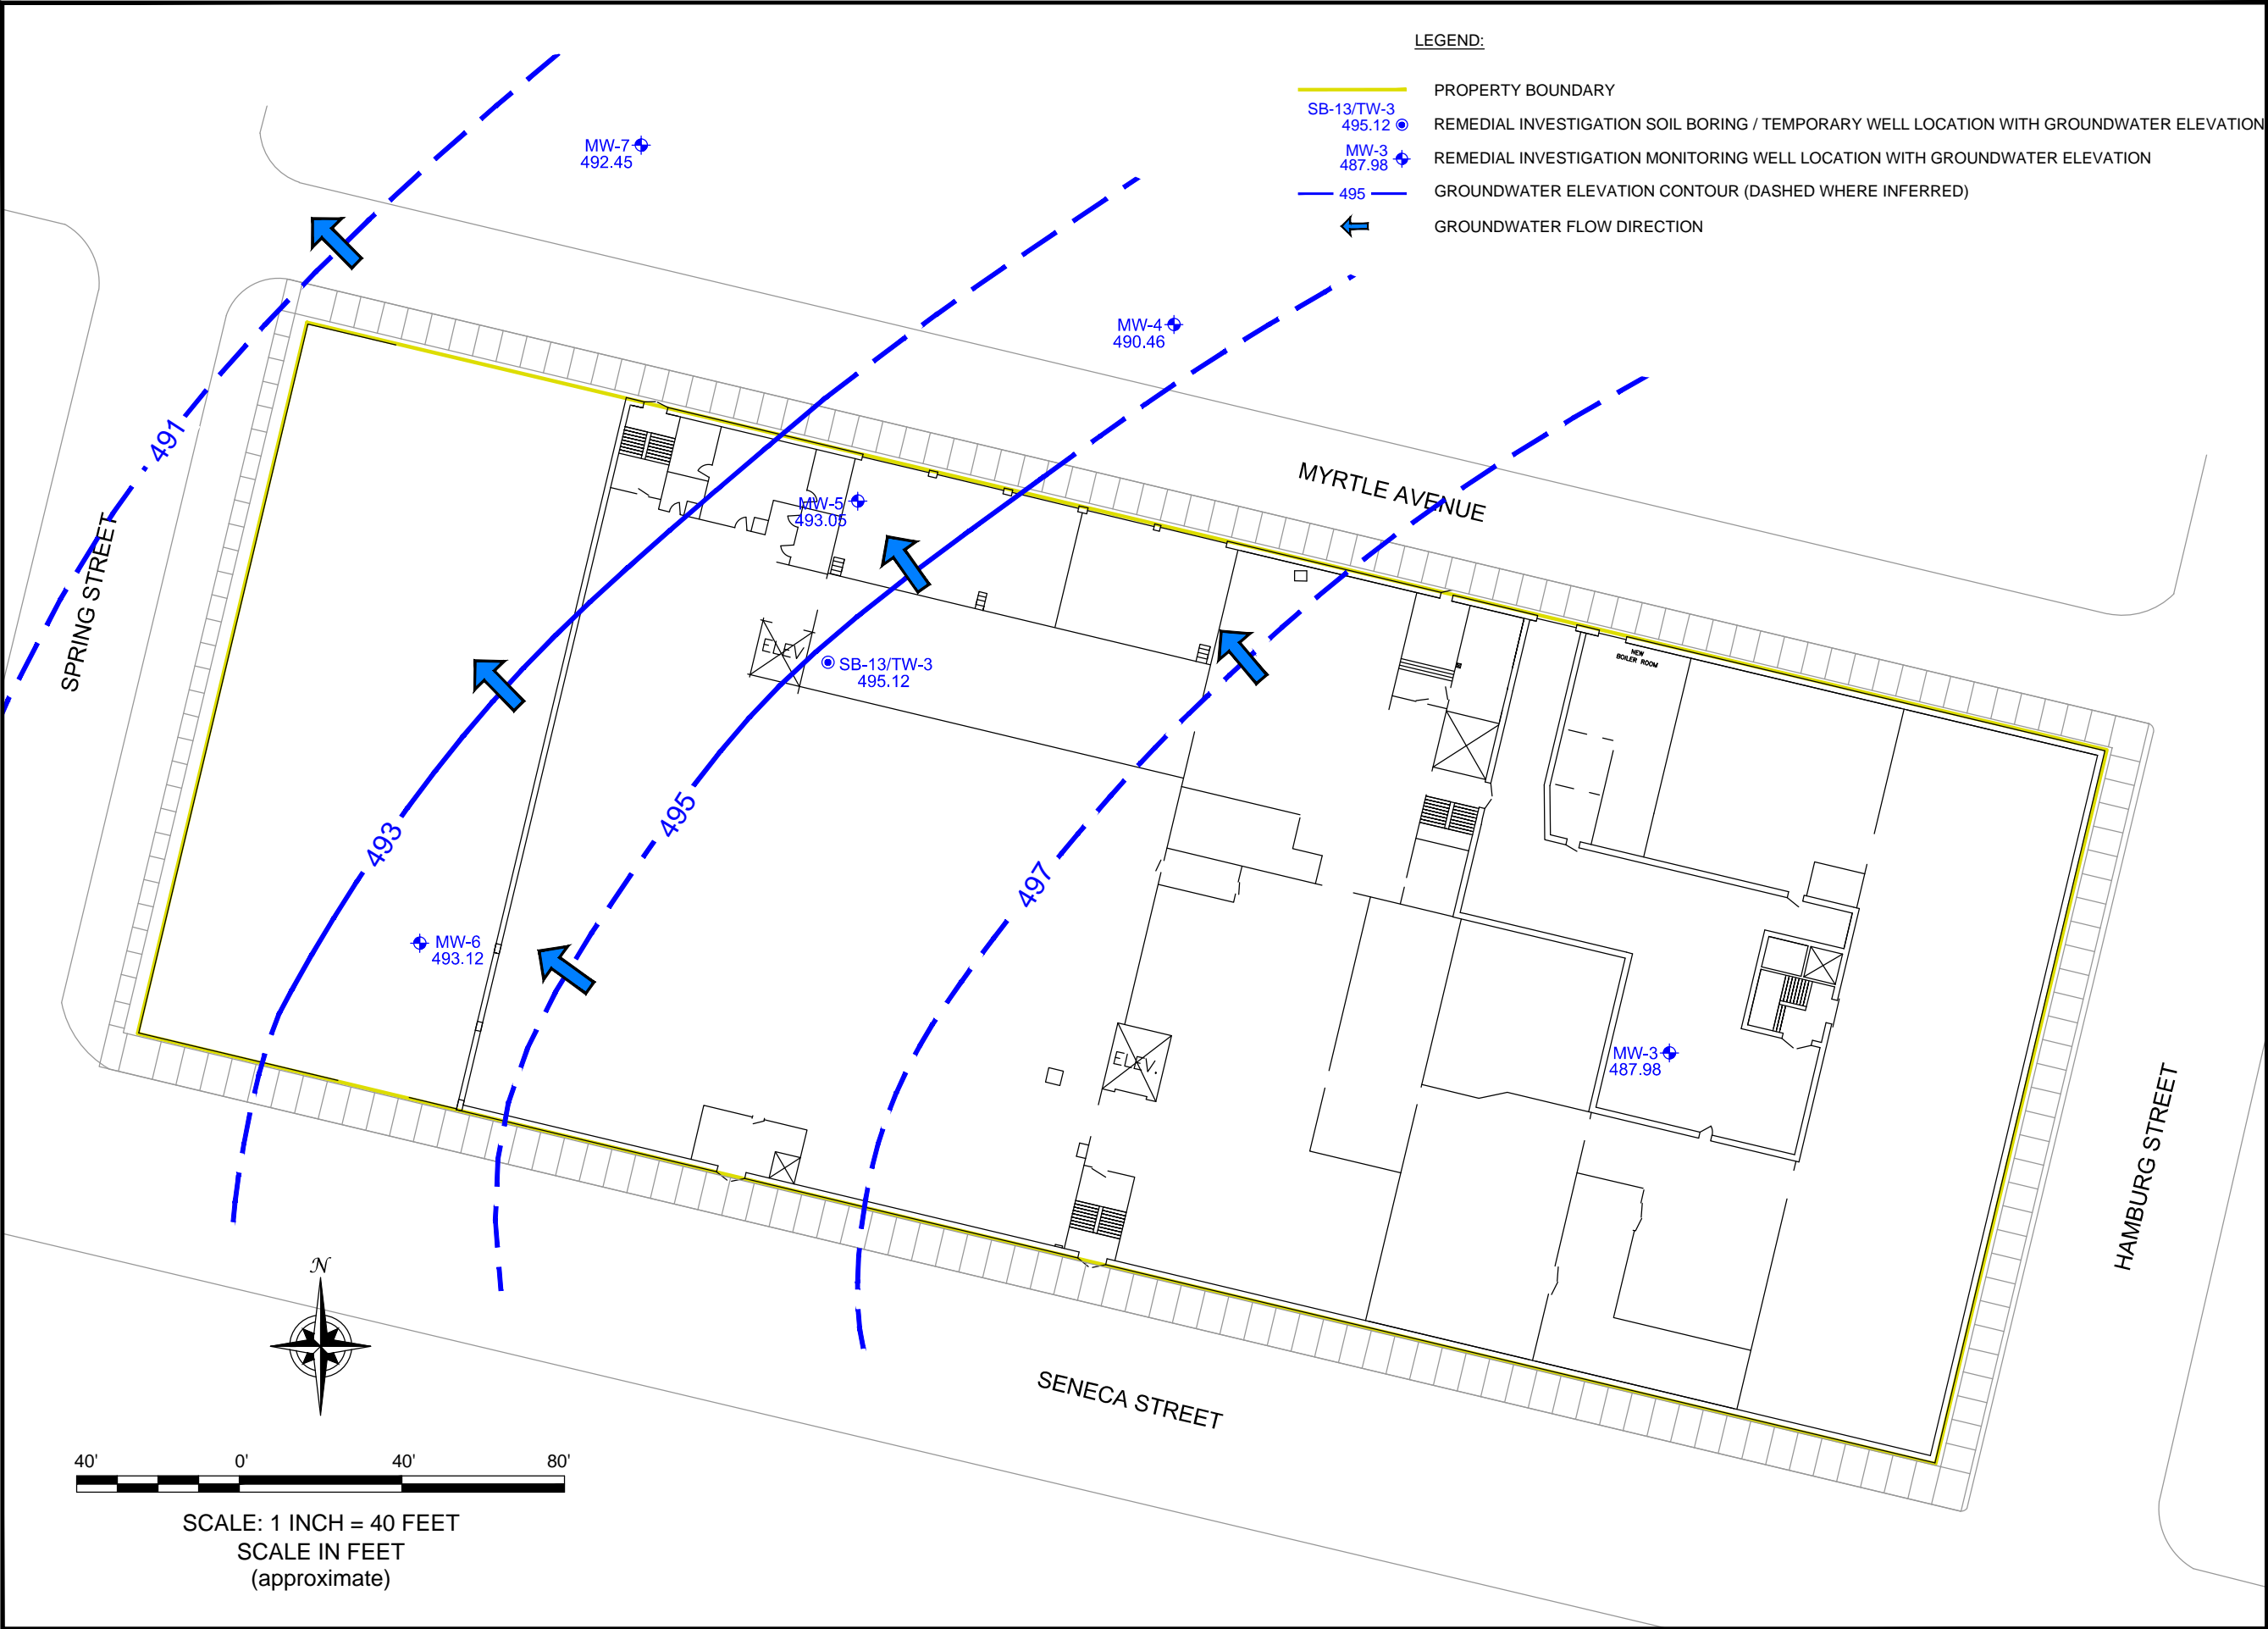 LEGEND:
PROPERTY BOUNDARY
SB-13/TW-3
495.12
REMEDIAL INVESTIGATION SOIL BORING / TEMPORARY WELL LOCATION WITH GROUNDWATER ELEVATION
MW-3
487.98
REMEDIAL INVESTIGATION MONITORING WELL LOCATION WITH GROUNDWATER ELEVATION
495
GROUNDWATER ELEVATION CONTOUR (DASHED WHERE INFERRED)
GROUNDWATER FLOW DIRECTION
MW-7
492.45
MW-4
490.46
491
MYRTLE AVENUE
MW-5
493.05
SPRING STREET
ELEV.
SB-13/TW-3
495.12
NEW
BOILER ROOM
493
495
497
MW-6
493.12
ELEV.
MW-3
487.98
HAMBURG STREET
N
SENECA STREET
40' 0' 40' 80'
SCALE: 1 INCH = 40 FEET
SCALE IN FEET
(approximate)